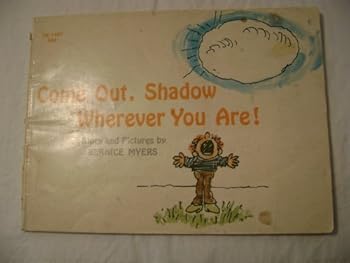 Come Out, Shadow
Wherever You Are!
Story and Pictures by
BERNICE MYERS